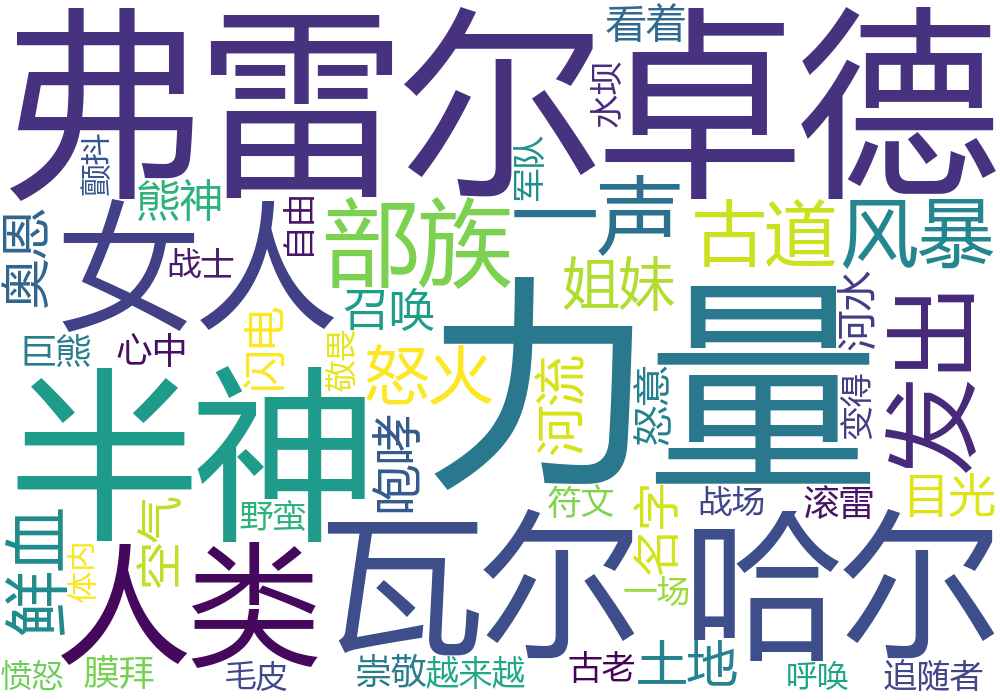 弗雷尔卓德
看着
水坝
颤抖
熊神
军队
奥恩
女人
自由
战士
部族
一声
古道
风暴
姐妹
召唤
力量
巨熊
心中
闪电
敬畏
怒火
河流
怒意
河水
变得
发出
半神
咆哮
野蛮
符文
名字
战场
滚雷
目光
鲜血
体内
空气
人类
瓦尔哈尔
一场
愤怒
膜拜
毛皮
崇敬
越来越
古老
土地
呼唤
追随者